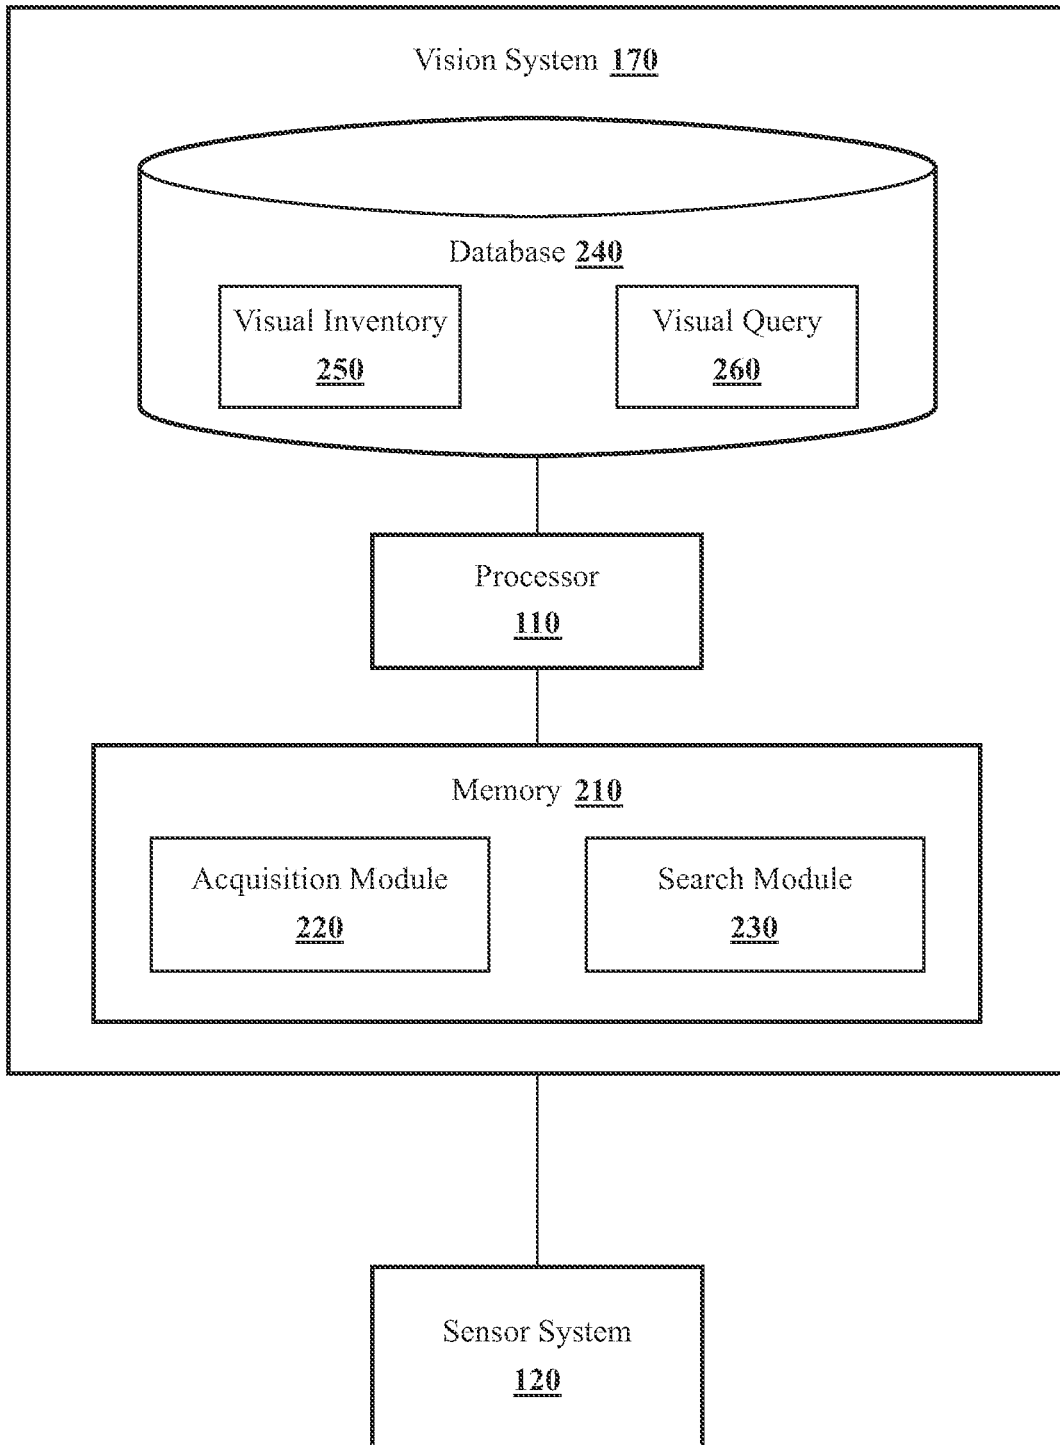 Vision System 170
Database 240
Visual Inventory
250
Visual Query
260
Processor
110
Memory 210
Acquisition Module
220
Search Module
230
Sensor System
120